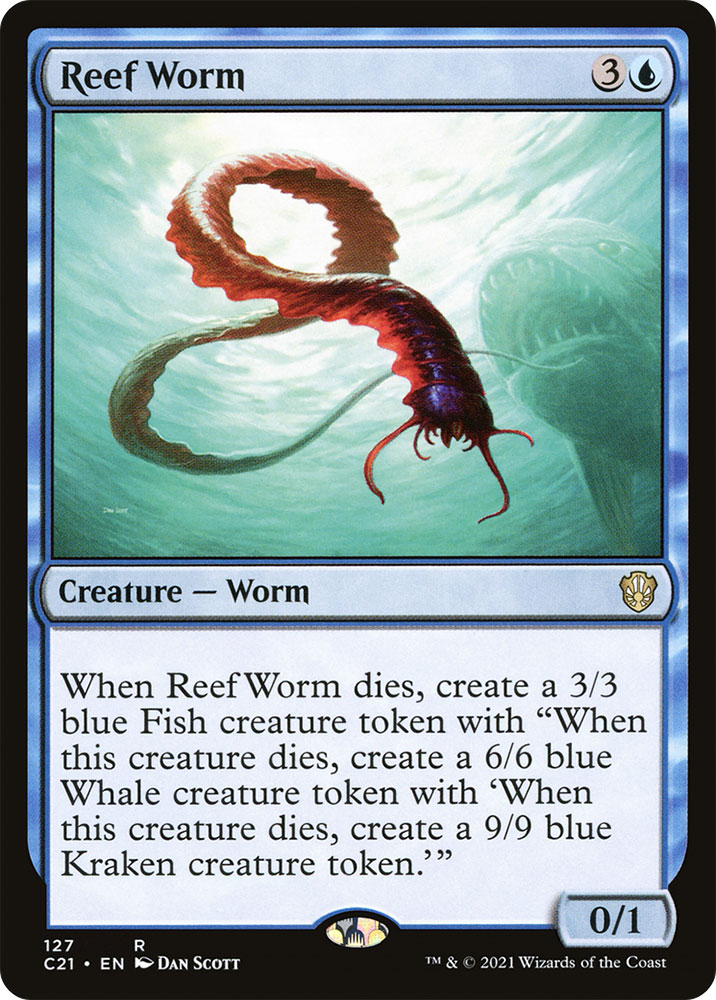 Reef Worm 3
Dan Scott
Creature — Worm
When Reef Worm dies, create a 3/3
blue Fish creature token with “When
this creature dies, create a 6/6 blue
Whale creature token with ‘When
this creature dies, create a 9/9 blue
Kraken creature token.’”
0/1
127 R
C21 • EN Dan Scott
™ & © 2021 Wizards of the Coast